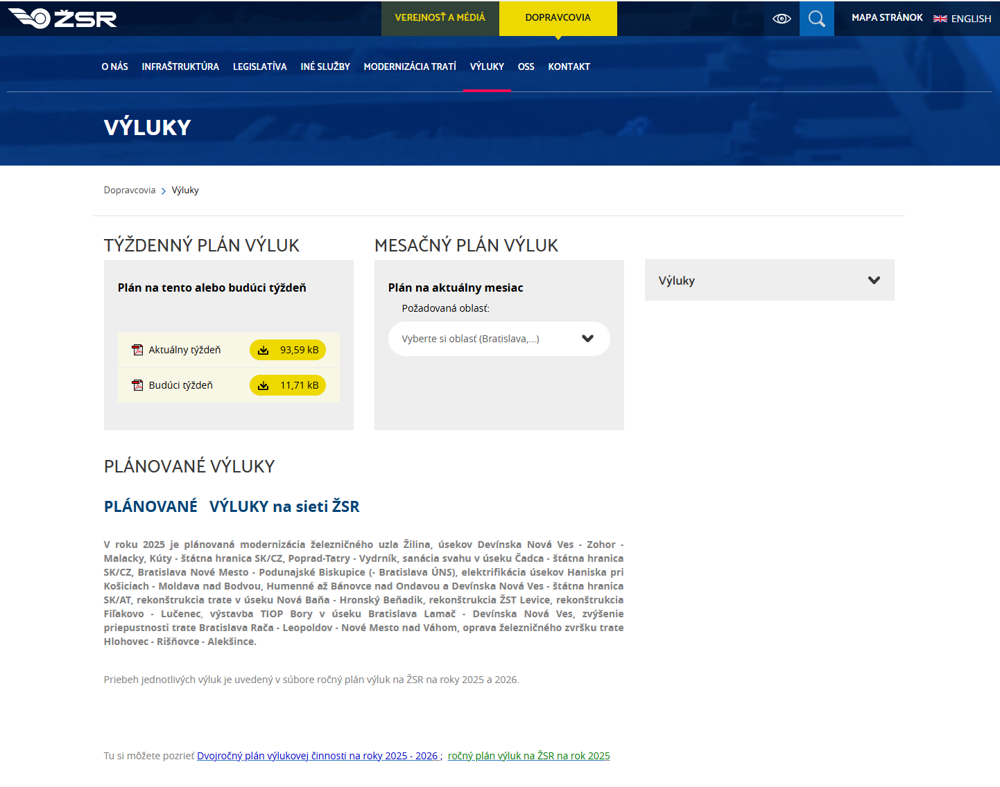 ŽSR
VEREJNOSŤ A MÉDIÁ
DOPRAVCOVIA
MAPA STRÁNOK
ENGLISH
O NÁS
INFRAŠTRUKTÚRA
LEGISLATÍVA
INÉ SLUŽBY
MODERNIZÁCIA TRATÍ
VÝLUKY
OSS
KONTAKT
VÝLUKY
Dopravcovia > Výluky
TÝŽDENNÝ PLÁN VÝLUK
Plán na tento alebo budúci týždeň
Aktuálny týždeň 93,59 kB
Budúci týždeň 11,71 kB
MESAČNÝ PLÁN VÝLUK
Plán na aktuálny mesiac
Požadovaná oblasť:
Vyberte si oblasť (Bratislava,...)
Výluky
PLÁNOVANÉ VÝLUKY
PLÁNOVANÉ VÝLUKY na sieti ŽSR
V roku 2025 je plánovaná modernizácia železničného uzla Žilina, úsekov Devínska Nová Ves - Zohor -
Malacky, Kúty - štátna hranica SK/CZ, Poprad-Tatry - Vydrník, sanácia svahu v úseku Čadca - štátna hranica
SK/CZ, Bratislava Nové Mesto - Podunajské Biskupice (- Bratislava ÚNS), elektrifikácia úsekov Haniska pri
Košiciach - Moldava nad Bodvou, Humenné až Bánovce nad Ondavou a Devínska Nová Ves - štátna hranica
SK/AT, rekonštrukcia trate v úseku Nová Baňa - Hronský Beňadik, rekonštrukcia ŽST Levice, rekonštrukcia
Fiľakovo - Lučenec, výstavba TIOP Bory v úseku Bratislava Lamač - Devínska Nová Ves, zvýšenie
priepustnosti trate Bratislava Rača - Leopoldov - Nové Mesto nad Váhom, oprava železničného zvršku trate
Hlohovec - Rišňovce - Alekšince.
Priebeh jednotlivých výluk je uvedený v súbore ročný plán výluk na ŽSR na roky 2025 a 2026.
Tu si môžete pozrieť Dvojročný plán výlukovej činnosti na roky 2025 - 2026 ; ročný plán výluk na ŽSR na rok 2025